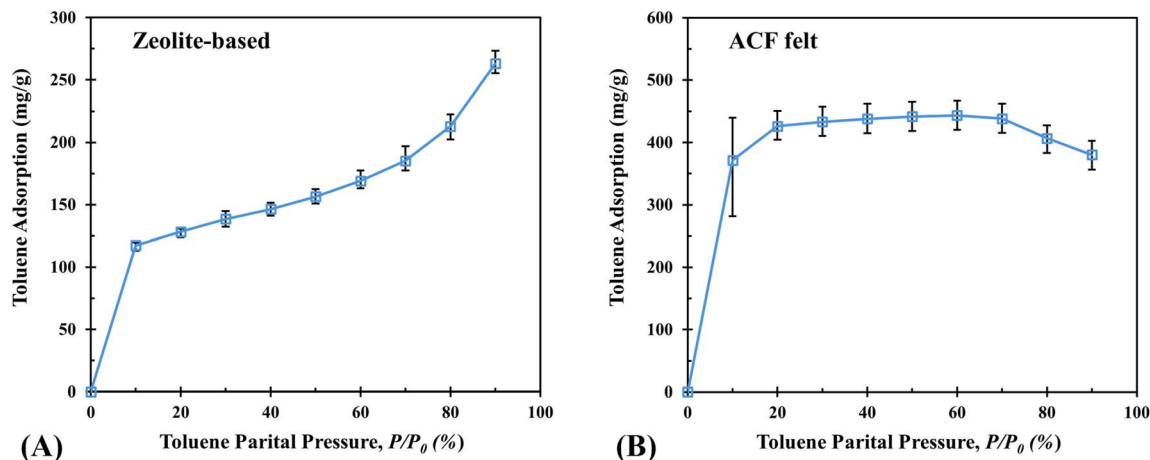 Zeolite-based
Toluene Adsorption (mg/g)
300
250
200
150
100
50
0
0 20 40 60 80 100
Toluene Parital Pressure, P/P0 (%)
(A)
ACF felt
Toluene Adsorption (mg/g)
600
500
400
300
200
100
0
0 20 40 60 80 100
Toluene Parital Pressure, P/P0 (%)
(B)